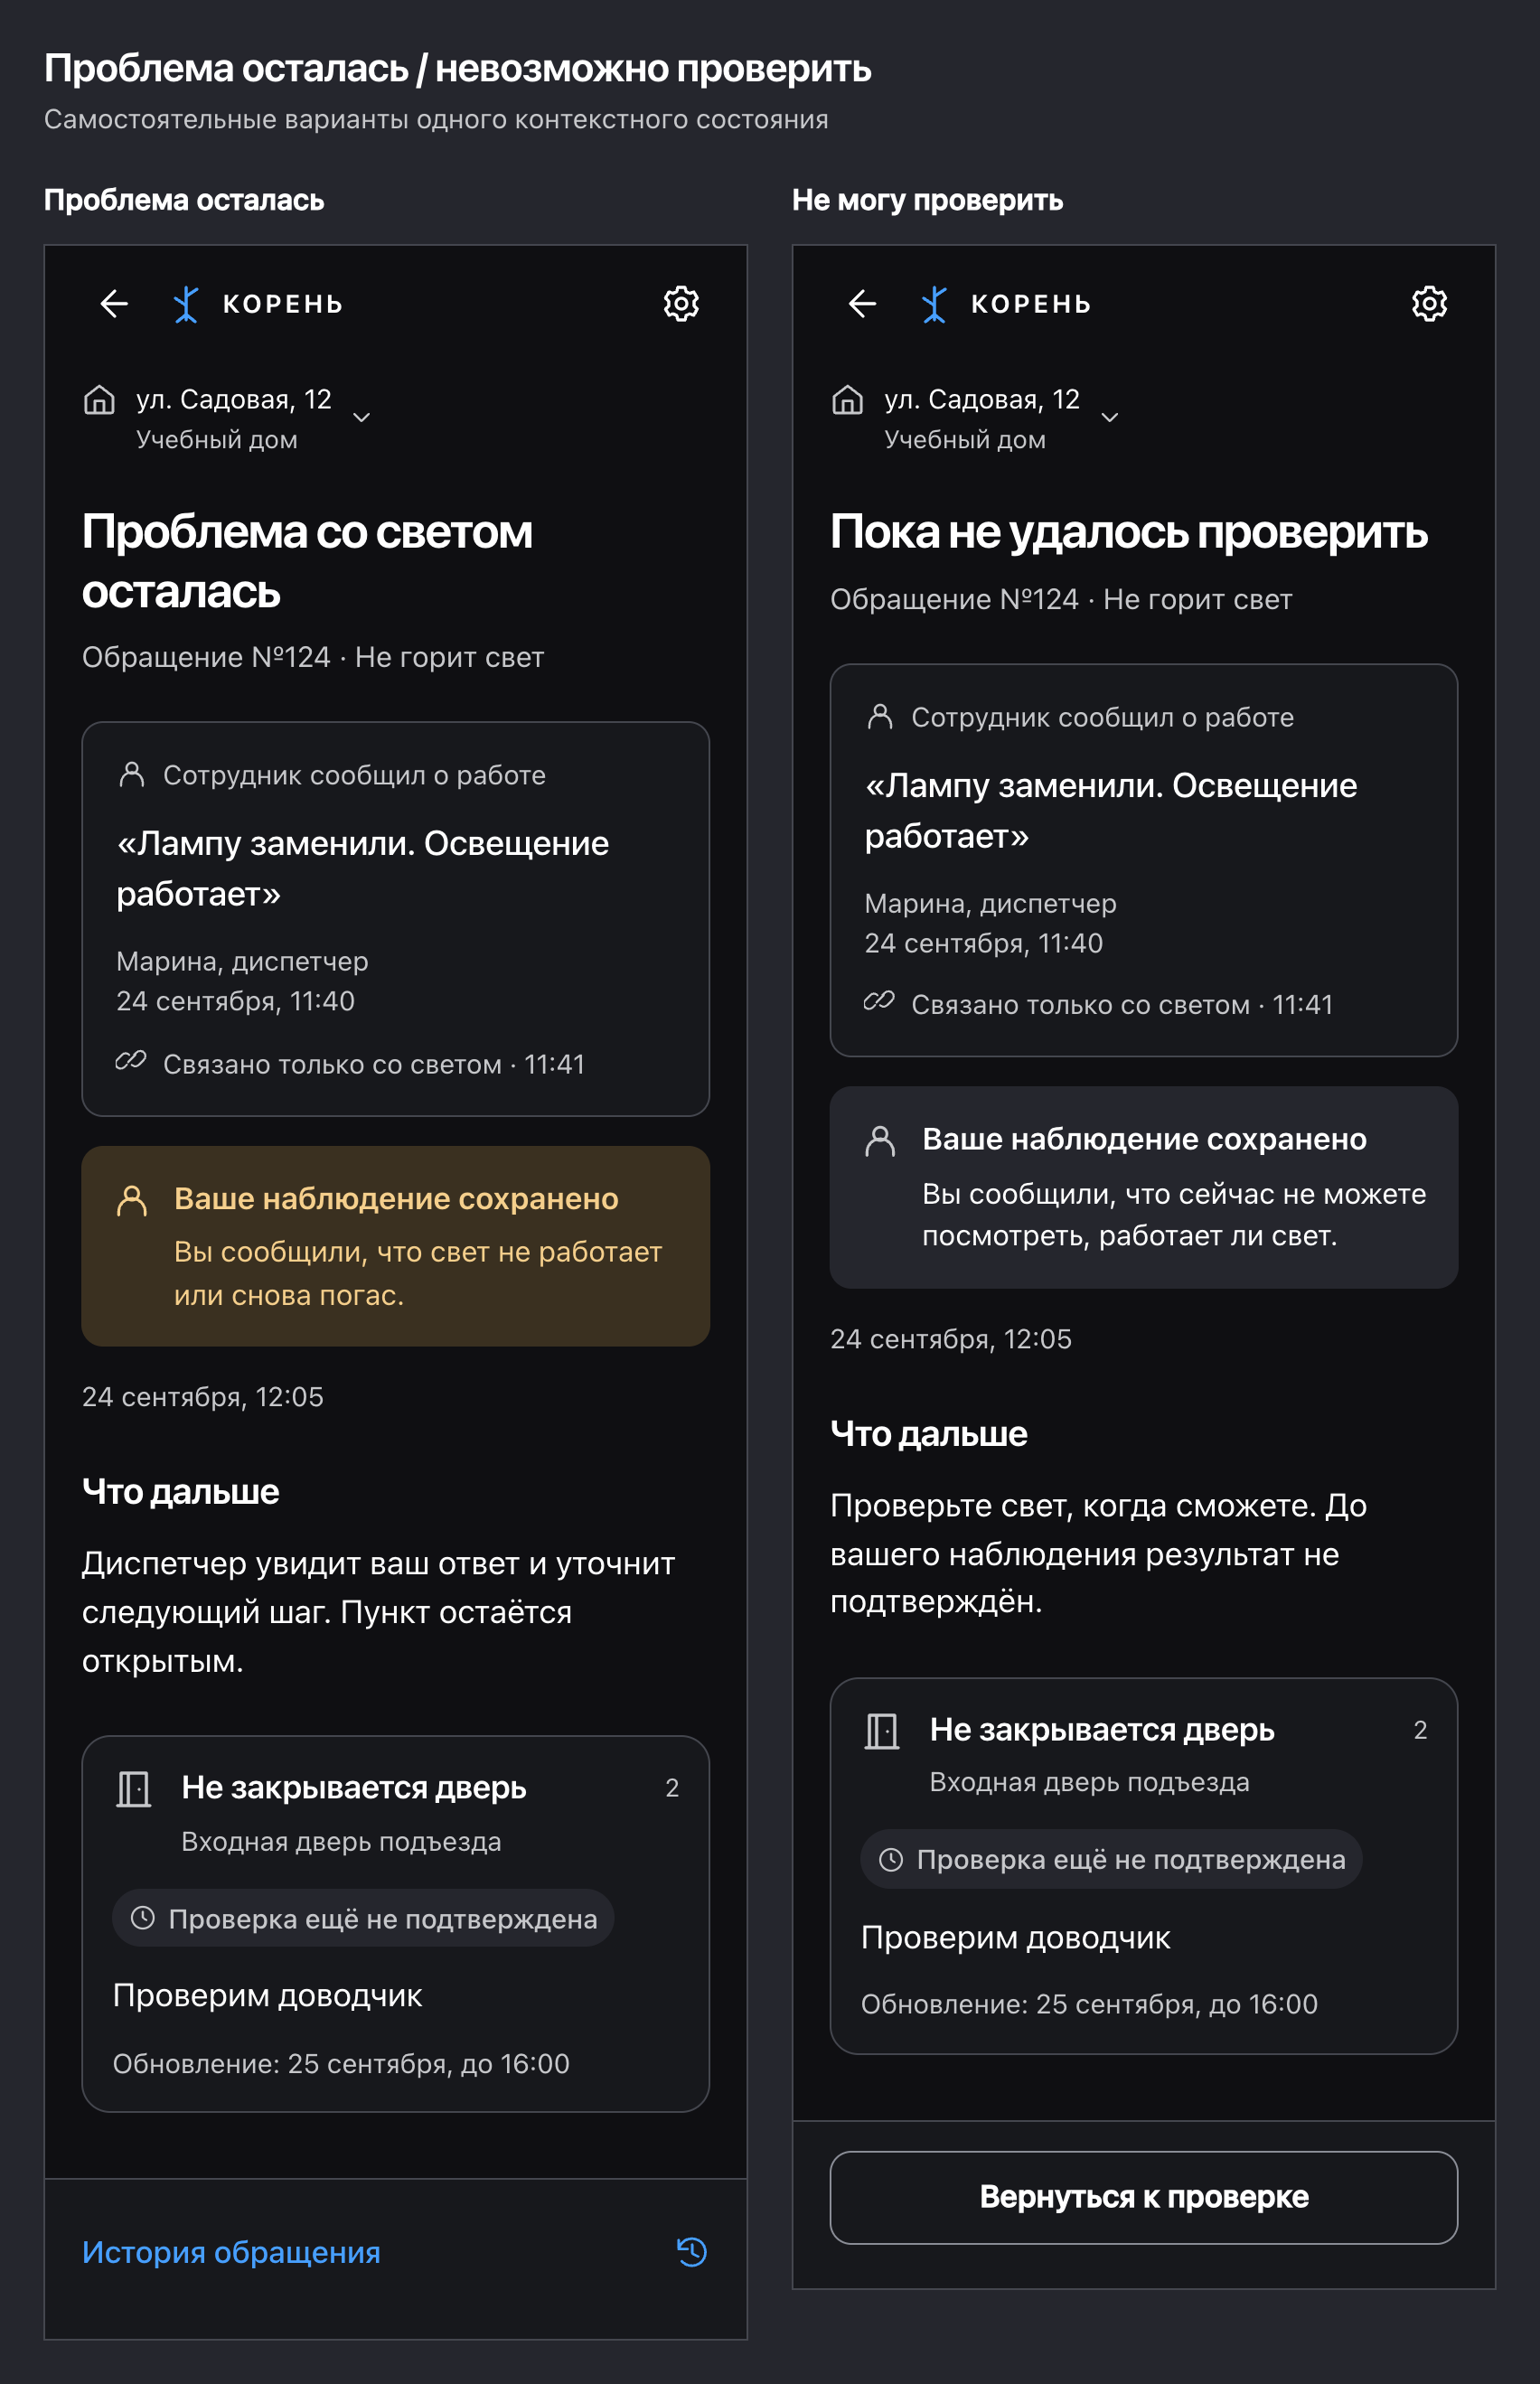 Проблема осталась / невозможно проверить
Самостоятельные варианты одного контекстного состояния
Проблема осталась
КОРЕНЬ
ул. Садовая, 12
Учебный дом
Проблема со светом
осталась
Обращение №124 · Не горит свет
Сотрудник сообщил о работе
«Лампу заменили. Освещение
работает»
Марина, диспетчер
24 сентября, 11:40
Связано только со светом · 11:41
Ваше наблюдение сохранено
Вы сообщили, что свет не работает
или снова погас.
24 сентября, 12:05
Что дальше
Диспетчер увидит ваш ответ и уточнит
следующий шаг. Пункт остаётся
открытым.
Не закрывается дверь 2
Входная дверь подъезда
Проверка ещё не подтверждена
Проверим доводчик
Обновление: 25 сентября, до 16:00
История обращения
Не могу проверить
КОРЕНЬ
ул. Садовая, 12
Учебный дом
Пока не удалось проверить
Обращение №124 · Не горит свет
Сотрудник сообщил о работе
«Лампу заменили. Освещение
работает»
Марина, диспетчер
24 сентября, 11:40
Связано только со светом · 11:41
Ваше наблюдение сохранено
Вы сообщили, что сейчас не можете
посмотреть, работает ли свет.
24 сентября, 12:05
Что дальше
Проверьте свет, когда сможете. До
вашего наблюдения результат не
подтверждён.
Не закрывается дверь 2
Входная дверь подъезда
Проверка ещё не подтверждена
Проверим доводчик
Обновление: 25 сентября, до 16:00
Вернуться к проверке